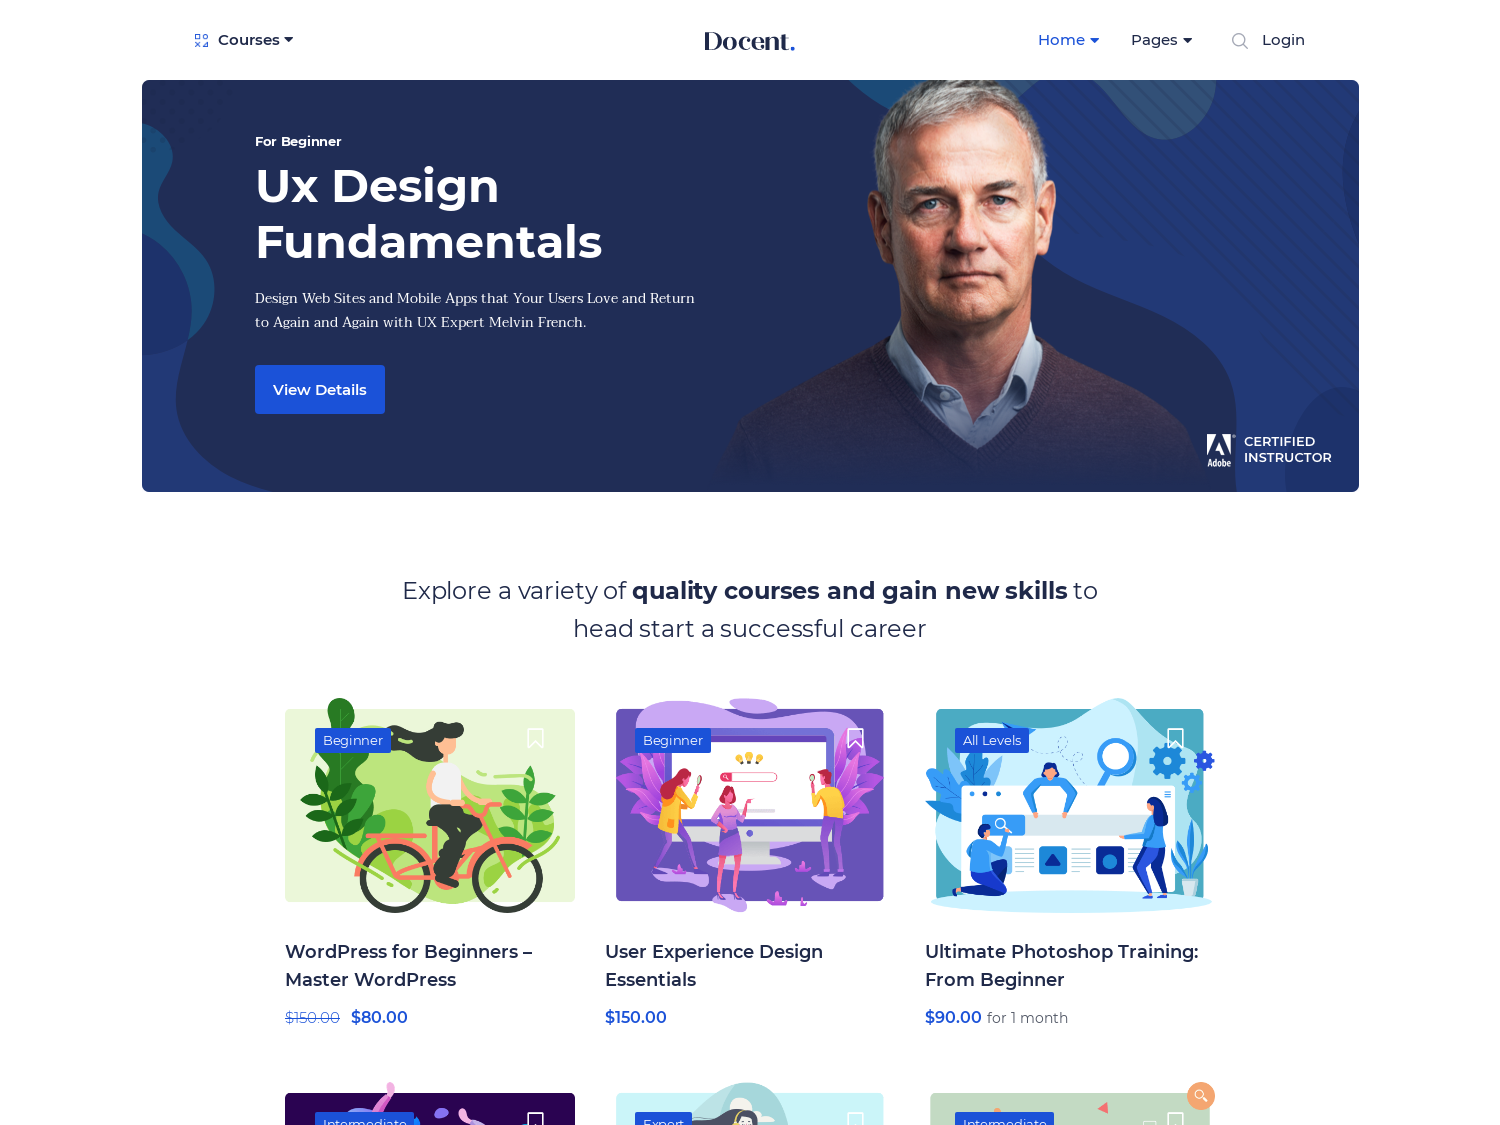 Courses
Docent.
Home
Pages
Login
For Beginner
Ux Design
Fundamentals
Design Web Sites and Mobile Apps that Your Users Love and Return
to Again and Again with UX Expert Melvin French.
View Details
Adobe
CERTIFIED
INSTRUCTOR
Explore a variety of quality courses and gain new skills to
head start a successful career
Beginner
Beginner
All Levels
WordPress for Beginners –
Master WordPress
$150.00 $80.00
User Experience Design
Essentials
$150.00
Ultimate Photoshop Training:
From Beginner
$90.00 for 1 month
Intermediate
Expert
Intermediate